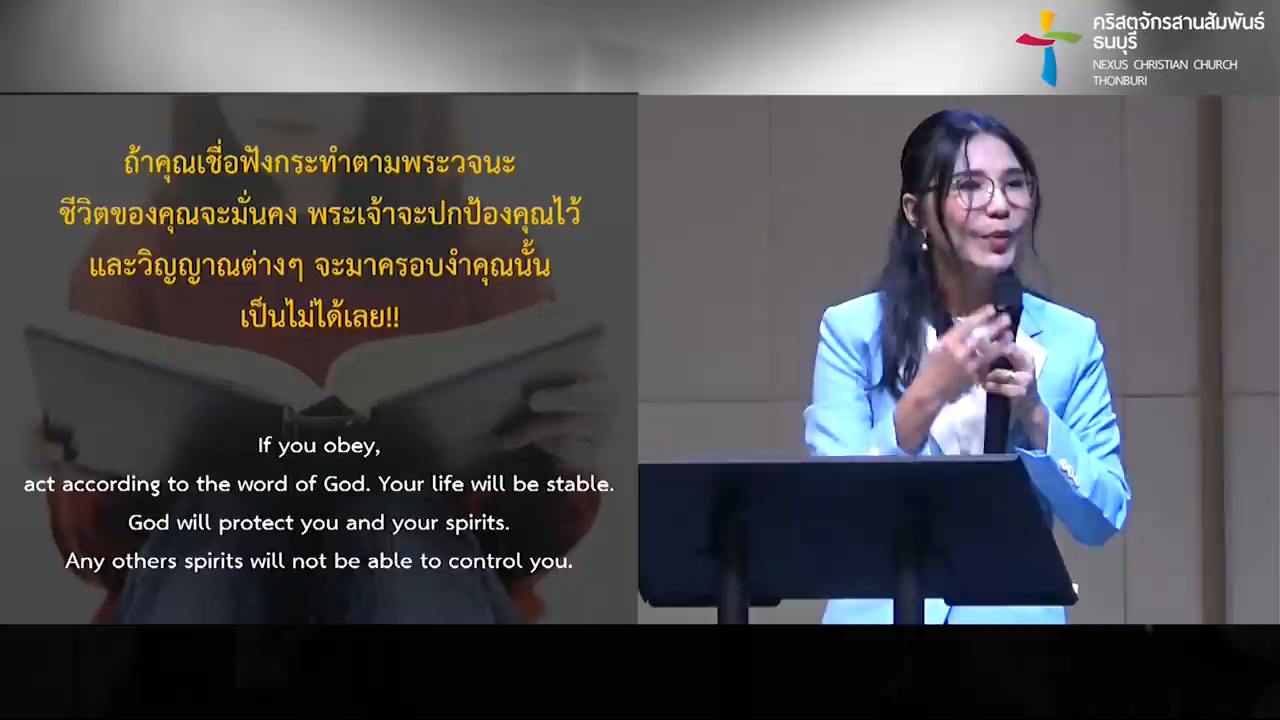 คริสตจักรสานสัมพันธ์
ธนบุรี
NEXUS CHRISTIAN CHURCH
THONBURI
ถ้าคุณเชื่อฟังกระทำตามพระวจนะ
ชีวิตของคุณจะมั่นคง พระเจ้าจะปกป้องคุณไว้
และวิญญาณต่างๆ จะมาครอบงำคุณนั้น
เป็นไม่ได้เลย!!
If you obey,
act according to the word of God. Your life will be stable.
God will protect you and your spirits.
Any others spirits will not be able to control you.